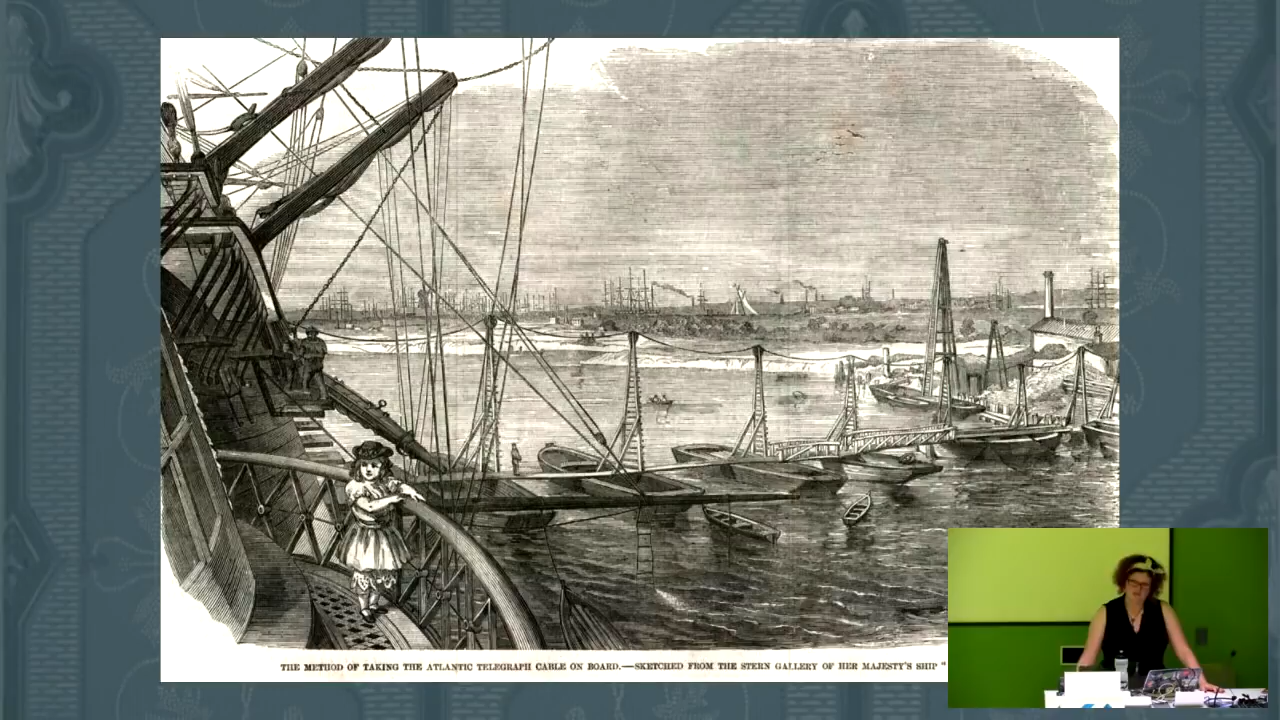 THE METHOD OF TAKING THE ATLANTIC TELEGRAPH CABLE ON BOARD.—SKETCHED FROM THE STERN GALLERY OF HER MAJESTY'S SHIP "